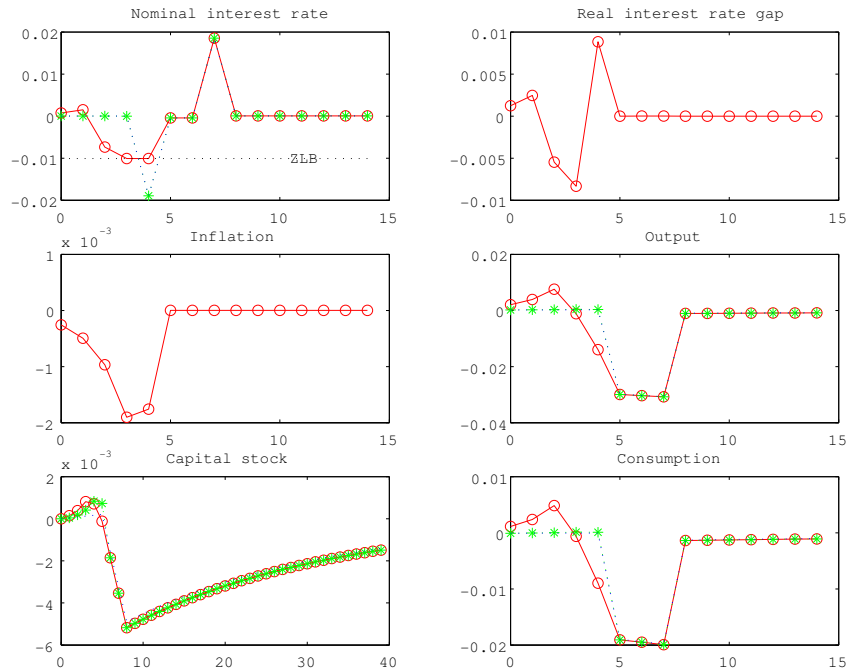 Nominal interest rate
0.02
0.01
0
−0.01
−0.02
ZLB
0 5 10 15
Real interest rate gap
0.01
0.005
0
−0.005
−0.01
0 5 10 15
Inflation
x 10⁻³
1
0
−1
−2
0 5 10 15
Output
0.02
0
−0.02
−0.04
0 5 10 15
Capital stock
x 10⁻³
2
0
−2
−4
−6
0 10 20 30 40
Consumption
0.01
0
−0.01
−0.02
0 5 10 15